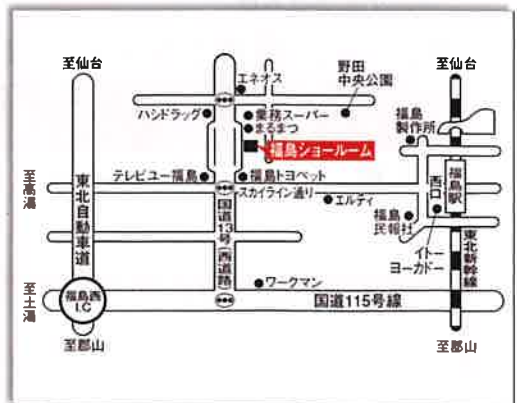 至仙台
至仙台
エネオス
野田
中央公園
ハシドラッグ
業務スーパー
まるまつ
福島
製作所
福島ショールーム
至高湯
テレビユー福島
福島トヨペット
スカイライン通り
エルティ
福島
民報社
西口
福島駅
イトー
ヨーカドー
東北自動車道
国道13号
西道路
東北新幹線
ワークマン
至土湯
福島西
I.C
国道115号線
至郡山
至郡山